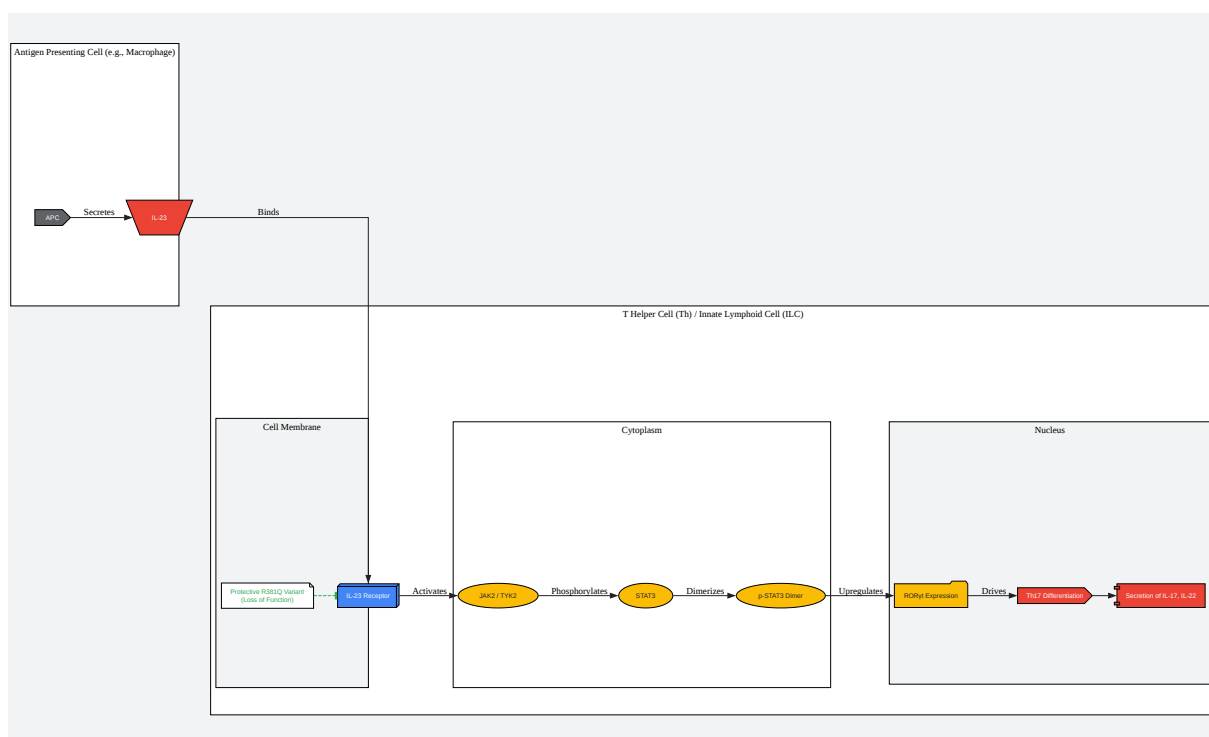 Antigen Presenting Cell (e.g., Macrophage)
APC
Secretes
IL-23
Binds
T Helper Cell (Th) / Innate Lymphoid Cell (ILC)
Cell Membrane
Cytoplasm
Nucleus
Protective R381Q Variant
(Loss of Function)
IL-23 Receptor
Activates
JAK2 / TYK2
Phosphorylates
STAT3
Dimerizes
p-STAT3 Dimer
Upregulates
RORγt Expression
Drives
Th17 Differentiation
Secretion of IL-17, IL-22